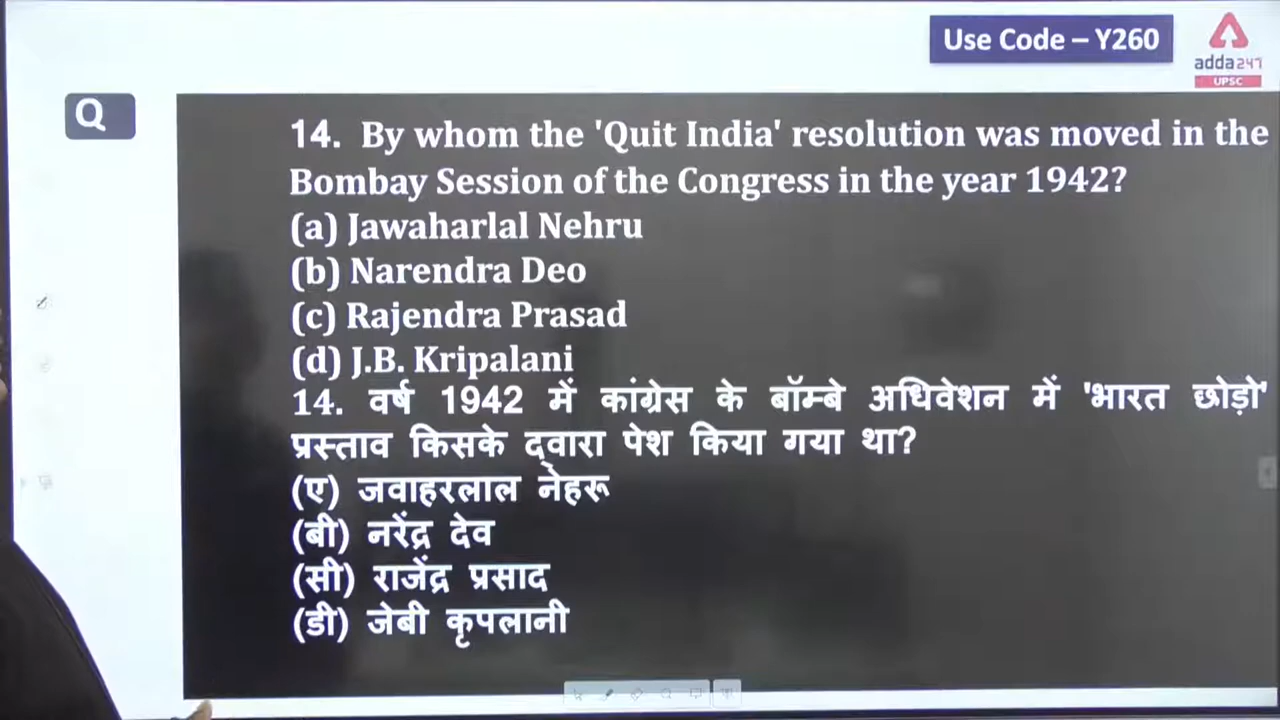 Use Code – Y260
adda247
UPSC
Q
14. By whom the 'Quit India' resolution was moved in the
Bombay Session of the Congress in the year 1942?
(a) Jawaharlal Nehru
(b) Narendra Deo
(c) Rajendra Prasad
(d) J.B. Kripalani
14. वर्ष 1942 में कांग्रेस के बॉम्बे अधिवेशन में 'भारत छोड़ो'
प्रस्ताव किसके द्वारा पेश किया गया था?
(ए) जवाहरलाल नेहरू
(बी) नरेंद्र देव
(सी) राजेंद्र प्रसाद
(डी) जेबी कृपलानी